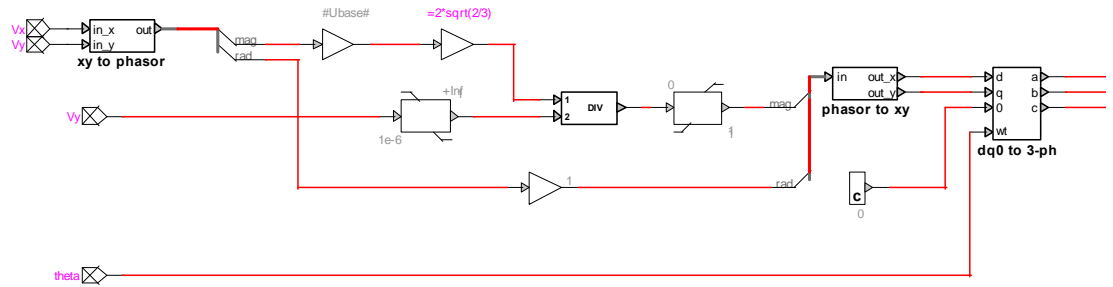 #Ubase#
=2*sqrt(2/3)
Vx
in_x
out
Vy
in_y
mag
rad
xy to phasor
+Inf
0
1
DIV
2
Vy
1e-6
1
mag
in
out_x
out_y
phasor to xy
d
a
q
b
0
c
wt
dq0 to 3-ph
1
rad
c
0
theta